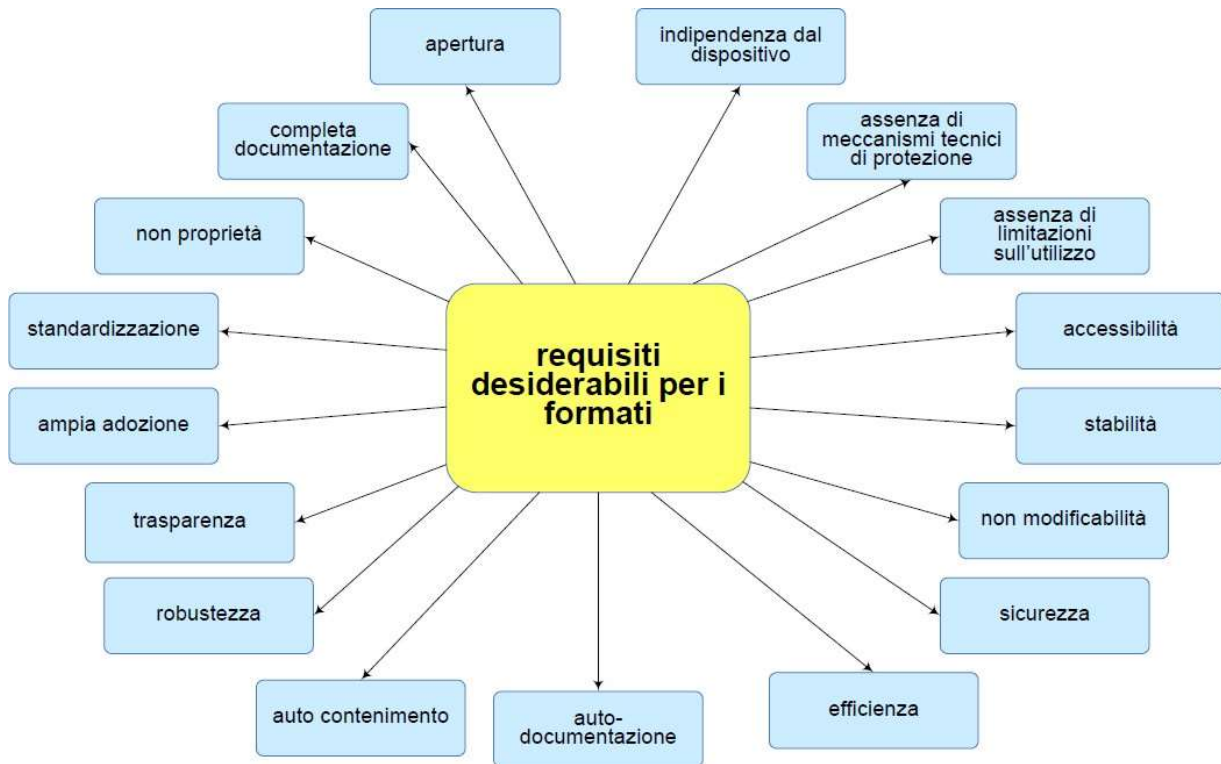 apertura
indipendenza dal
dispositivo
completa
documentazione
assenza di
meccanismi tecnici
di protezione
non proprietà
assenza di
limitazioni
sull'utilizzo
standardizzazione
requisiti
desiderabili per i
formati
accessibilità
ampia adozione
stabilità
trasparenza
non modificabilità
robustezza
sicurezza
auto contenimento
auto-
documentazione
efficienza